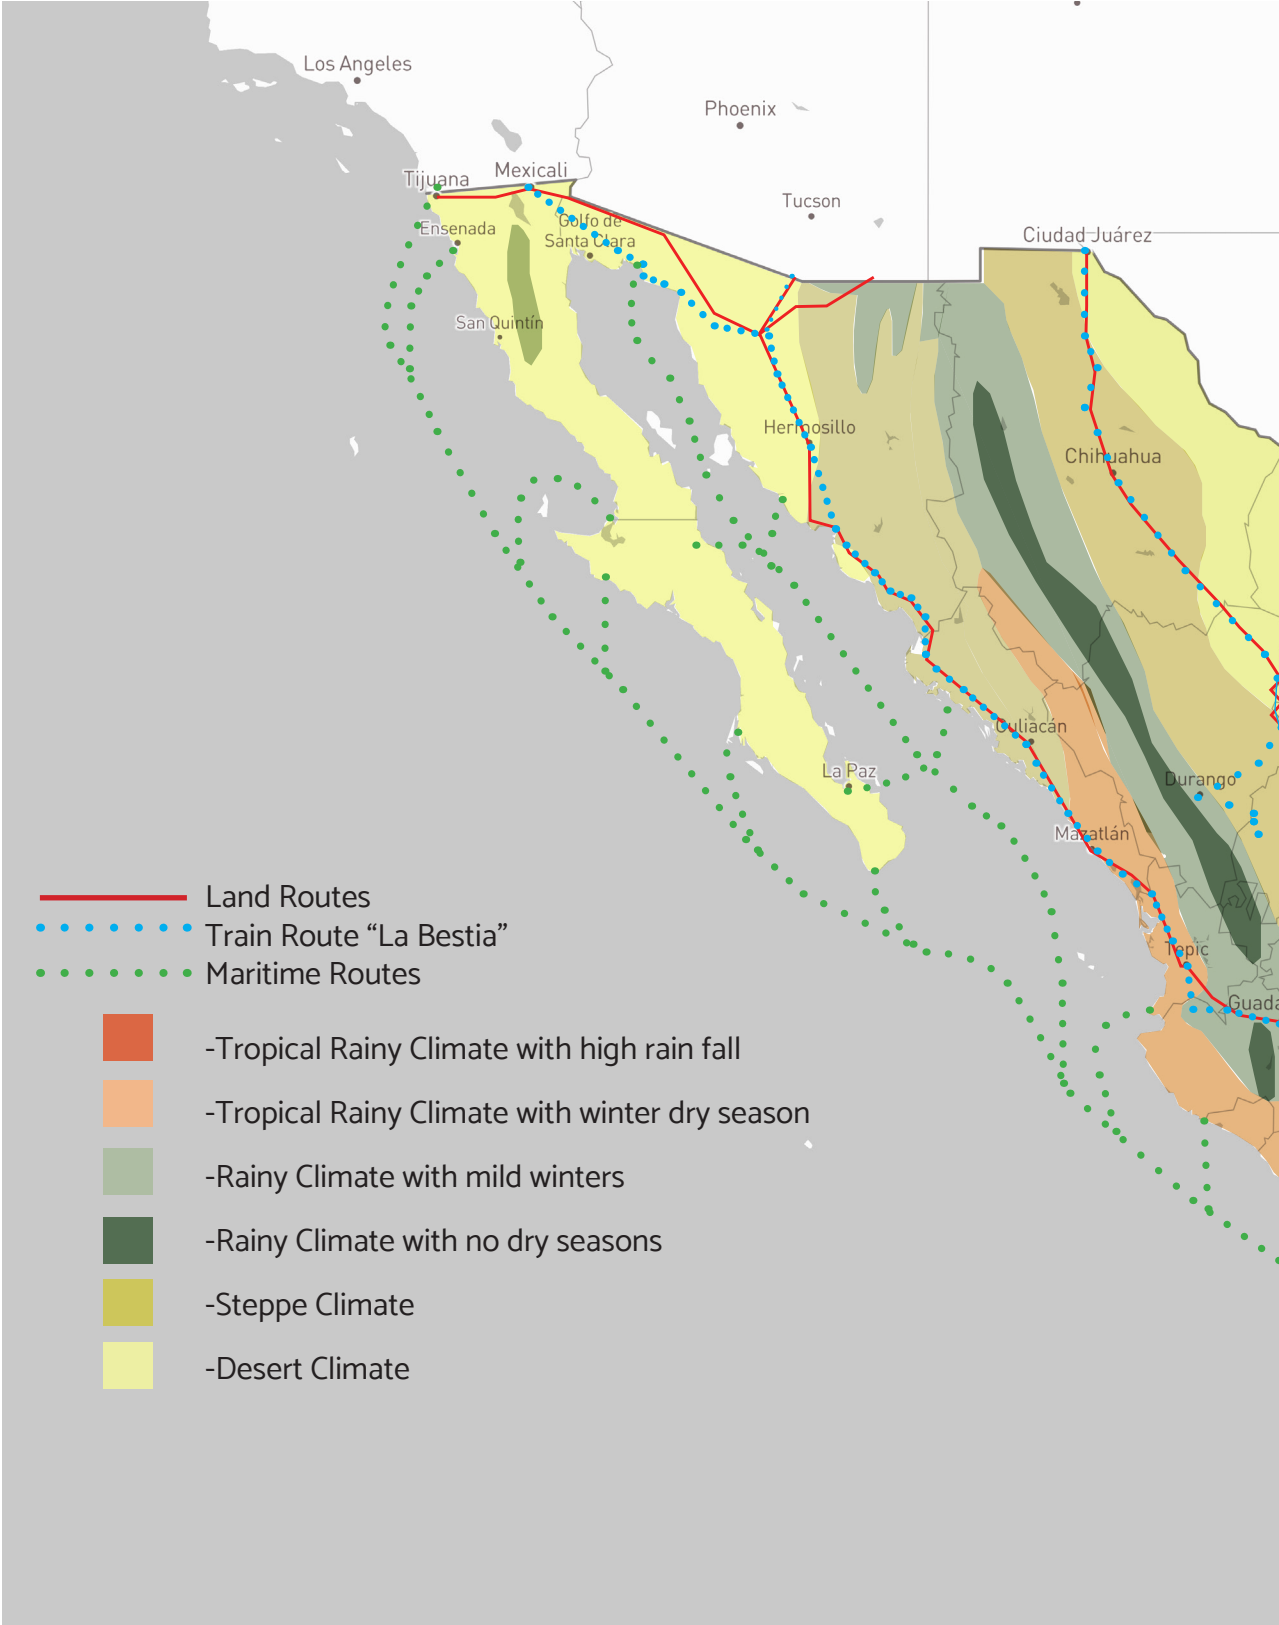 Los Angeles
Phoenix
Mexicali
Tijuana
Tucson
Golfo de
Santa Clara
Ensenada
Ciudad Juárez
San Quintín
Hermosillo
Chihuahua
Culiacán
La Paz
Durango
Mazatlán
Tepic
Guada
Land Routes
Train Route “La Bestia”
Maritime Routes
-Tropical Rainy Climate with high rain fall
-Tropical Rainy Climate with winter dry season
-Rainy Climate with mild winters
-Rainy Climate with no dry seasons
-Steppe Climate
-Desert Climate